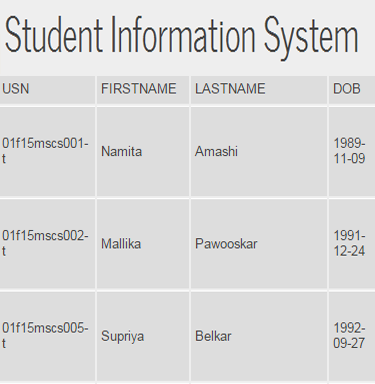 Student Information System
USN FIRSTNAME LASTNAME DOB
01f15mscs001-t Namita Amashi 1989-11-09
01f15mscs002-t Mallika Pawooskar 1991-12-24
01f15mscs005-t Supriya Belkar 1992-09-27